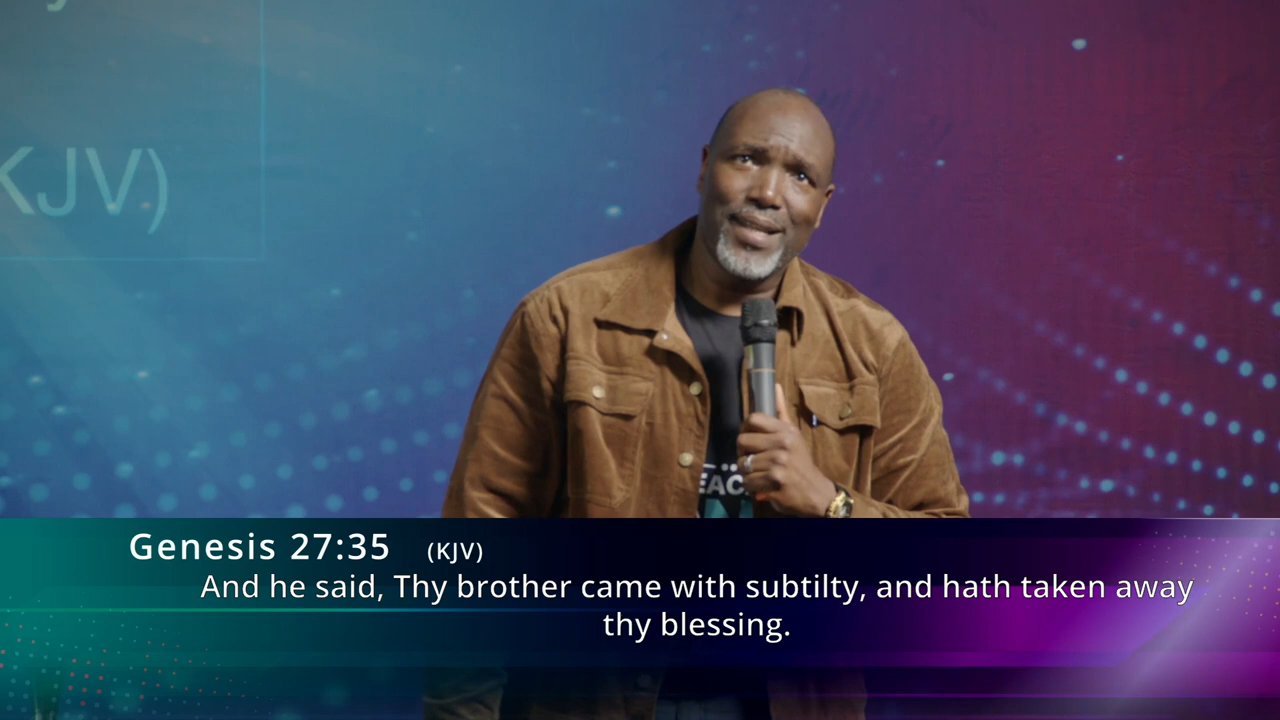 KJV)
Genesis 27:35 (KJV)
And he said, Thy brother came with subtilty, and hath taken away
thy blessing.